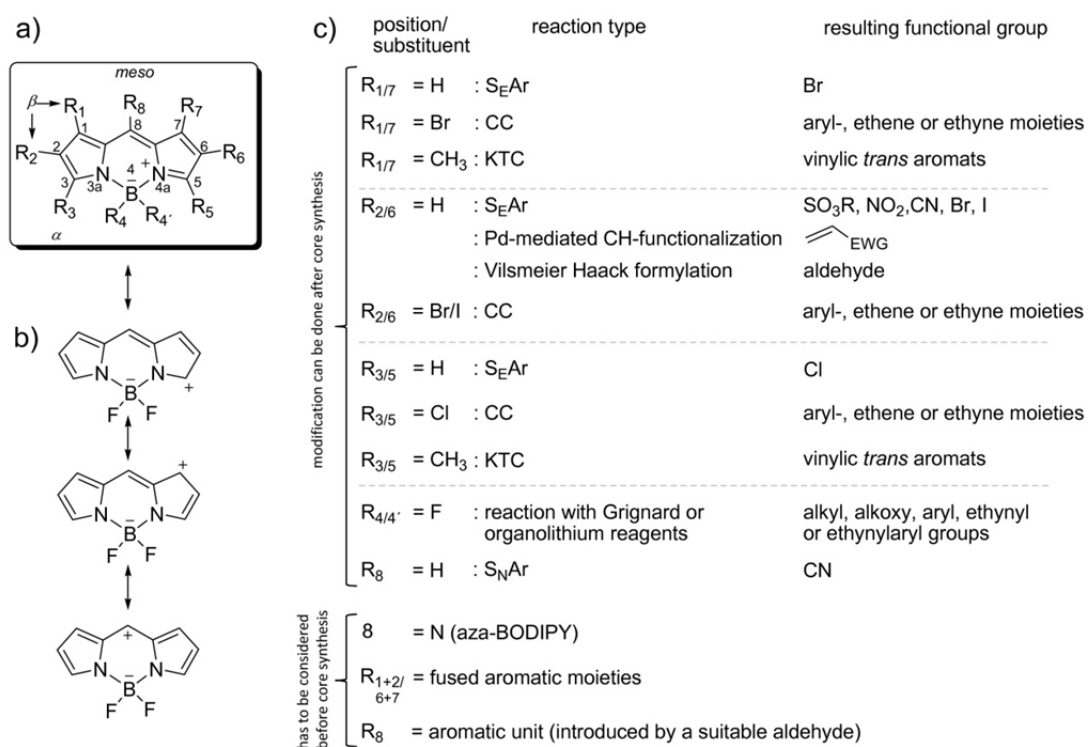 a)
meso
β R1 R8 R7
1 8 7
R2 2 6 R6
3 N 4 + N 5
3a − 4a
R3 B R5
R4 R4´
α
b)
N − N
B +
F F
+
N − N
B
F F
+
N − N
B
F F
c) position/ substituent reaction type resulting functional group
modification can be done after core synthesis
R1/7 = H : SEAr Br
R1/7 = Br : CC aryl-, ethene or ethyne moieties
R1/7 = CH3 : KTC vinylic trans aromats
R2/6 = H : SEAr SO3R, NO2,CN, Br, I
: Pd-mediated CH-functionalization EWG
: Vilsmeier Haack formylation aldehyde
R2/6 = Br/I : CC aryl-, ethene or ethyne moieties
R3/5 = H : SEAr Cl
R3/5 = Cl : CC aryl-, ethene or ethyne moieties
R3/5 = CH3 : KTC vinylic trans aromats
R4/4´ = F : reaction with Grignard or alkyl, alkoxy, aryl, ethynyl
organolithium reagents or ethynylaryl groups
R8 = H : SNAr CN
has to be considered
before core synthesis
8 = N (aza-BODIPY)
R1+2/ = fused aromatic moieties
6+7
R8 = aromatic unit (introduced by a suitable aldehyde)